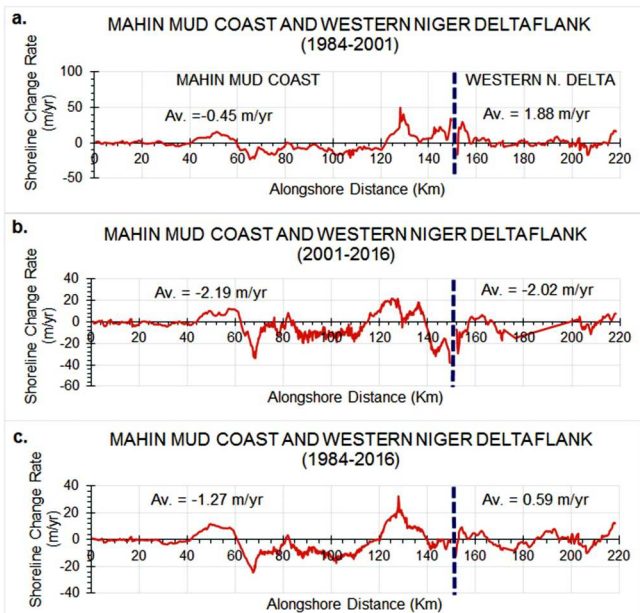 a.
MAHIN MUD COAST AND WESTERN NIGER DELTAFLANK
(1984-2001)
Shoreline Change Rate
(m/yr)
100
50
0
-50
MAHIN MUD COAST
WESTERN N. DELTA
Av. =-0.45 m/yr
Av. = 1.88 m/yr
0 20 40 60 80 100 120 140 160 180 200 220
Alongshore Distance (Km)
b.
MAHIN MUD COAST AND WESTERN NIGER DELTAFLANK
(2001-2016)
Shoreline Change Rate
(m/yr)
40
20
0
-20
-40
-60
Av. = -2.19 m/yr
Av. = -2.02 m/yr
0 20 40 60 80 100 120 140 160 180 200 220
Alongshore Distance (Km)
c.
MAHIN MUD COAST AND WESTERN NIGER DELTAFLANK
(1984-2016)
Shoreline Change Rate
(m/yr)
40
20
0
-20
-40
Av. = -1.27 m/yr
Av. = 0.59 m/yr
0 20 40 60 80 100 120 140 160 180 200 220
Alongshore Distance (Km)